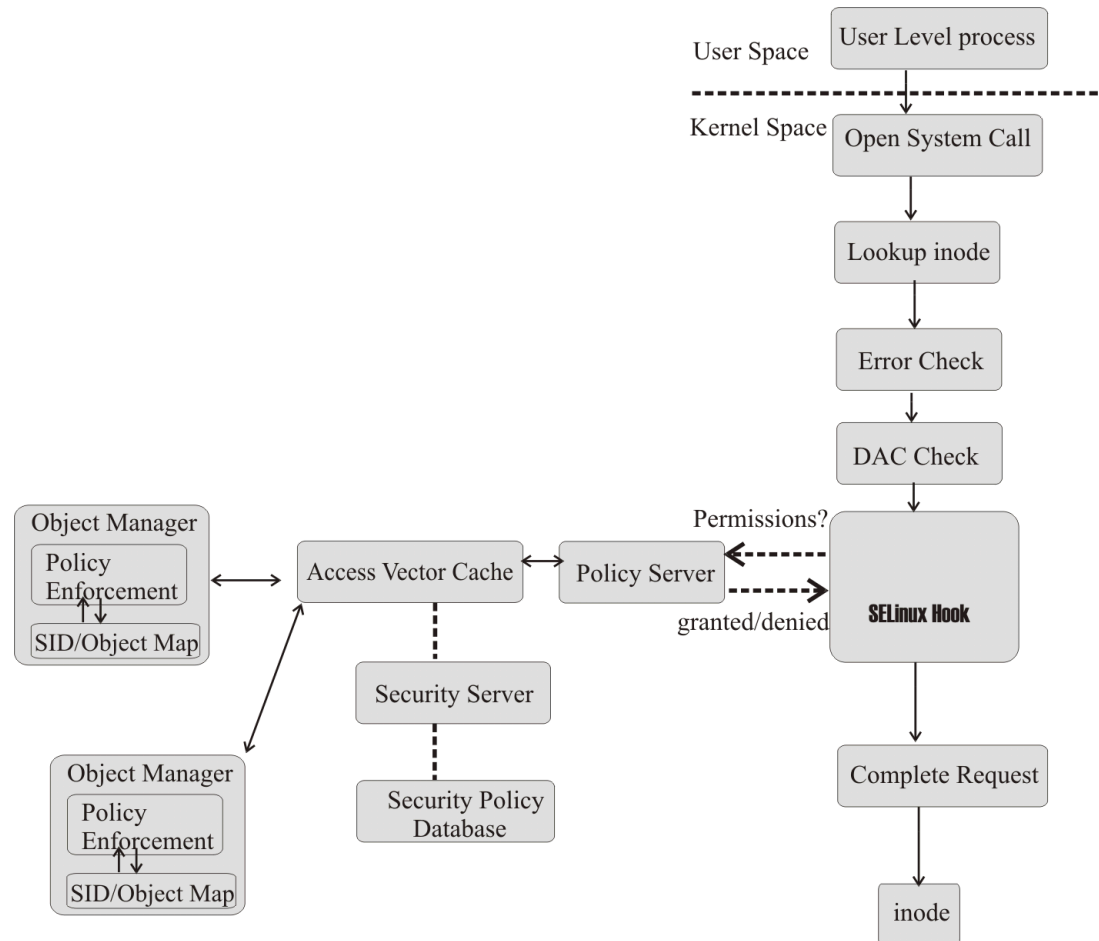 User Level process
User Space
Kernel Space
Open System Call
Lookup inode
Error Check
DAC Check
Permissions?
Object Manager
Policy
Enforcement
SID/Object Map
Access Vector Cache
Policy Server
granted/denied
SELinux Hook
Security Server
Object Manager
Policy
Enforcement
SID/Object Map
Security Policy
Database
Complete Request
inode